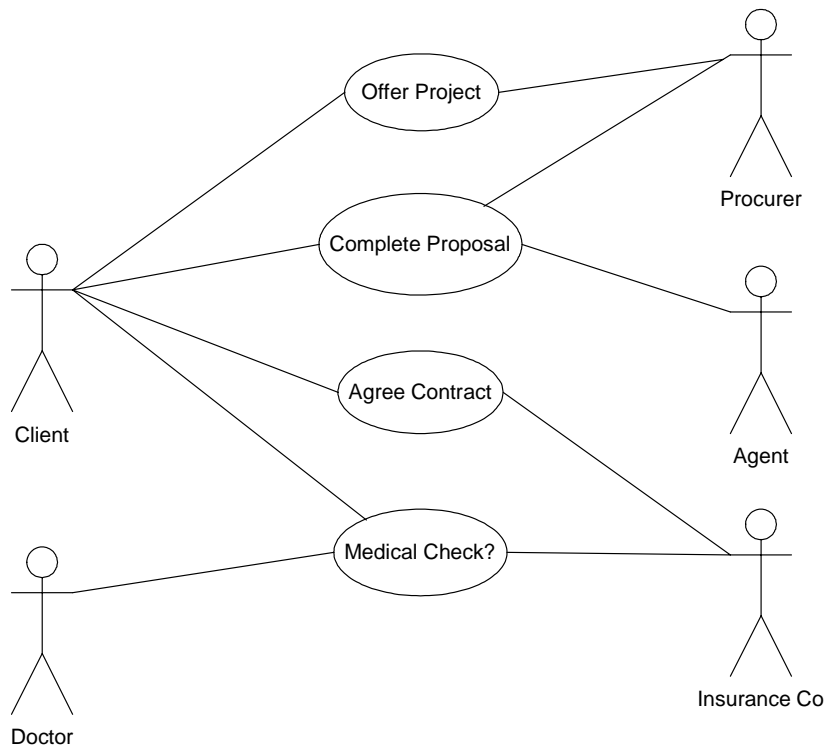 Offer Project
Procurer
Complete Proposal
Client
Agree Contract
Agent
Medical Check?
Doctor
Insurance Co